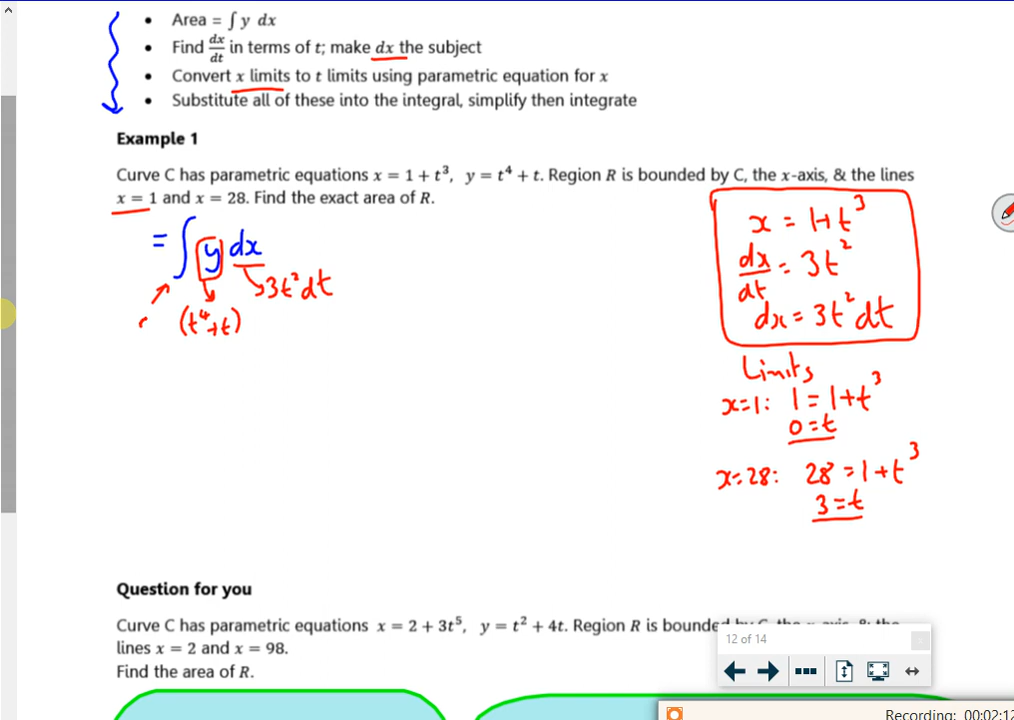 • Area = ∫ y dx
• Find dx/dt in terms of t; make dx the subject
• Convert x limits to t limits using parametric equation for x
• Substitute all of these into the integral, simplify then integrate
Example 1
Curve C has parametric equations x = 1 + t³, y = t⁴ + t. Region R is bounded by C, the x-axis, & the lines
x = 1 and x = 28. Find the exact area of R.
= ∫ y dx
3t²dt
(t⁴+t)
x = 1+t³
dx/dt = 3t²
dx = 3t²dt
Limits
x=1: 1 = 1+t³
0=t
x=28: 28 = 1+t³
3=t
Question for you
Curve C has parametric equations x = 2 + 3t⁵, y = t² + 4t. Region R is bounded
lines x = 2 and x = 98.
Find the area of R.
12 of 14
Recording: 00:02:12